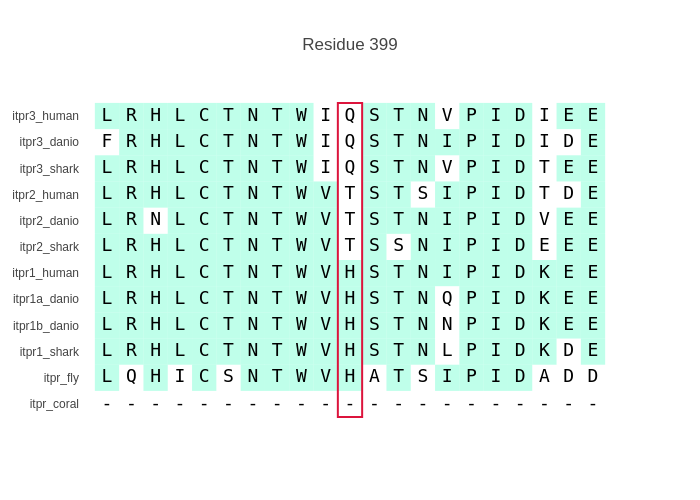 Residue 399
itpr3_human L R H L C T N T W I Q S T N V P I D I E E
itpr3_danio F R H L C T N T W I Q S T N I P I D I D E
itpr3_shark L R H L C T N T W I Q S T N V P I D T E E
itpr2_human L R H L C T N T W V T S T S I P I D T D E
itpr2_danio L R N L C T N T W V T S T N I P I D V E E
itpr2_shark L R H L C T N T W V T S S N I P I D E E E
itpr1_human L R H L C T N T W V H S T N I P I D K E E
itpr1a_danio L R H L C T N T W V H S T N Q P I D K E E
itpr1b_danio L R H L C T N T W V H S T N N P I D K E E
itpr1_shark L R H L C T N T W V H S T N L P I D K D E
itpr_fly L Q H I C S N T W V H A T S I P I D A D D
itpr_coral - - - - - - - - - - - - - - - - - - - - -